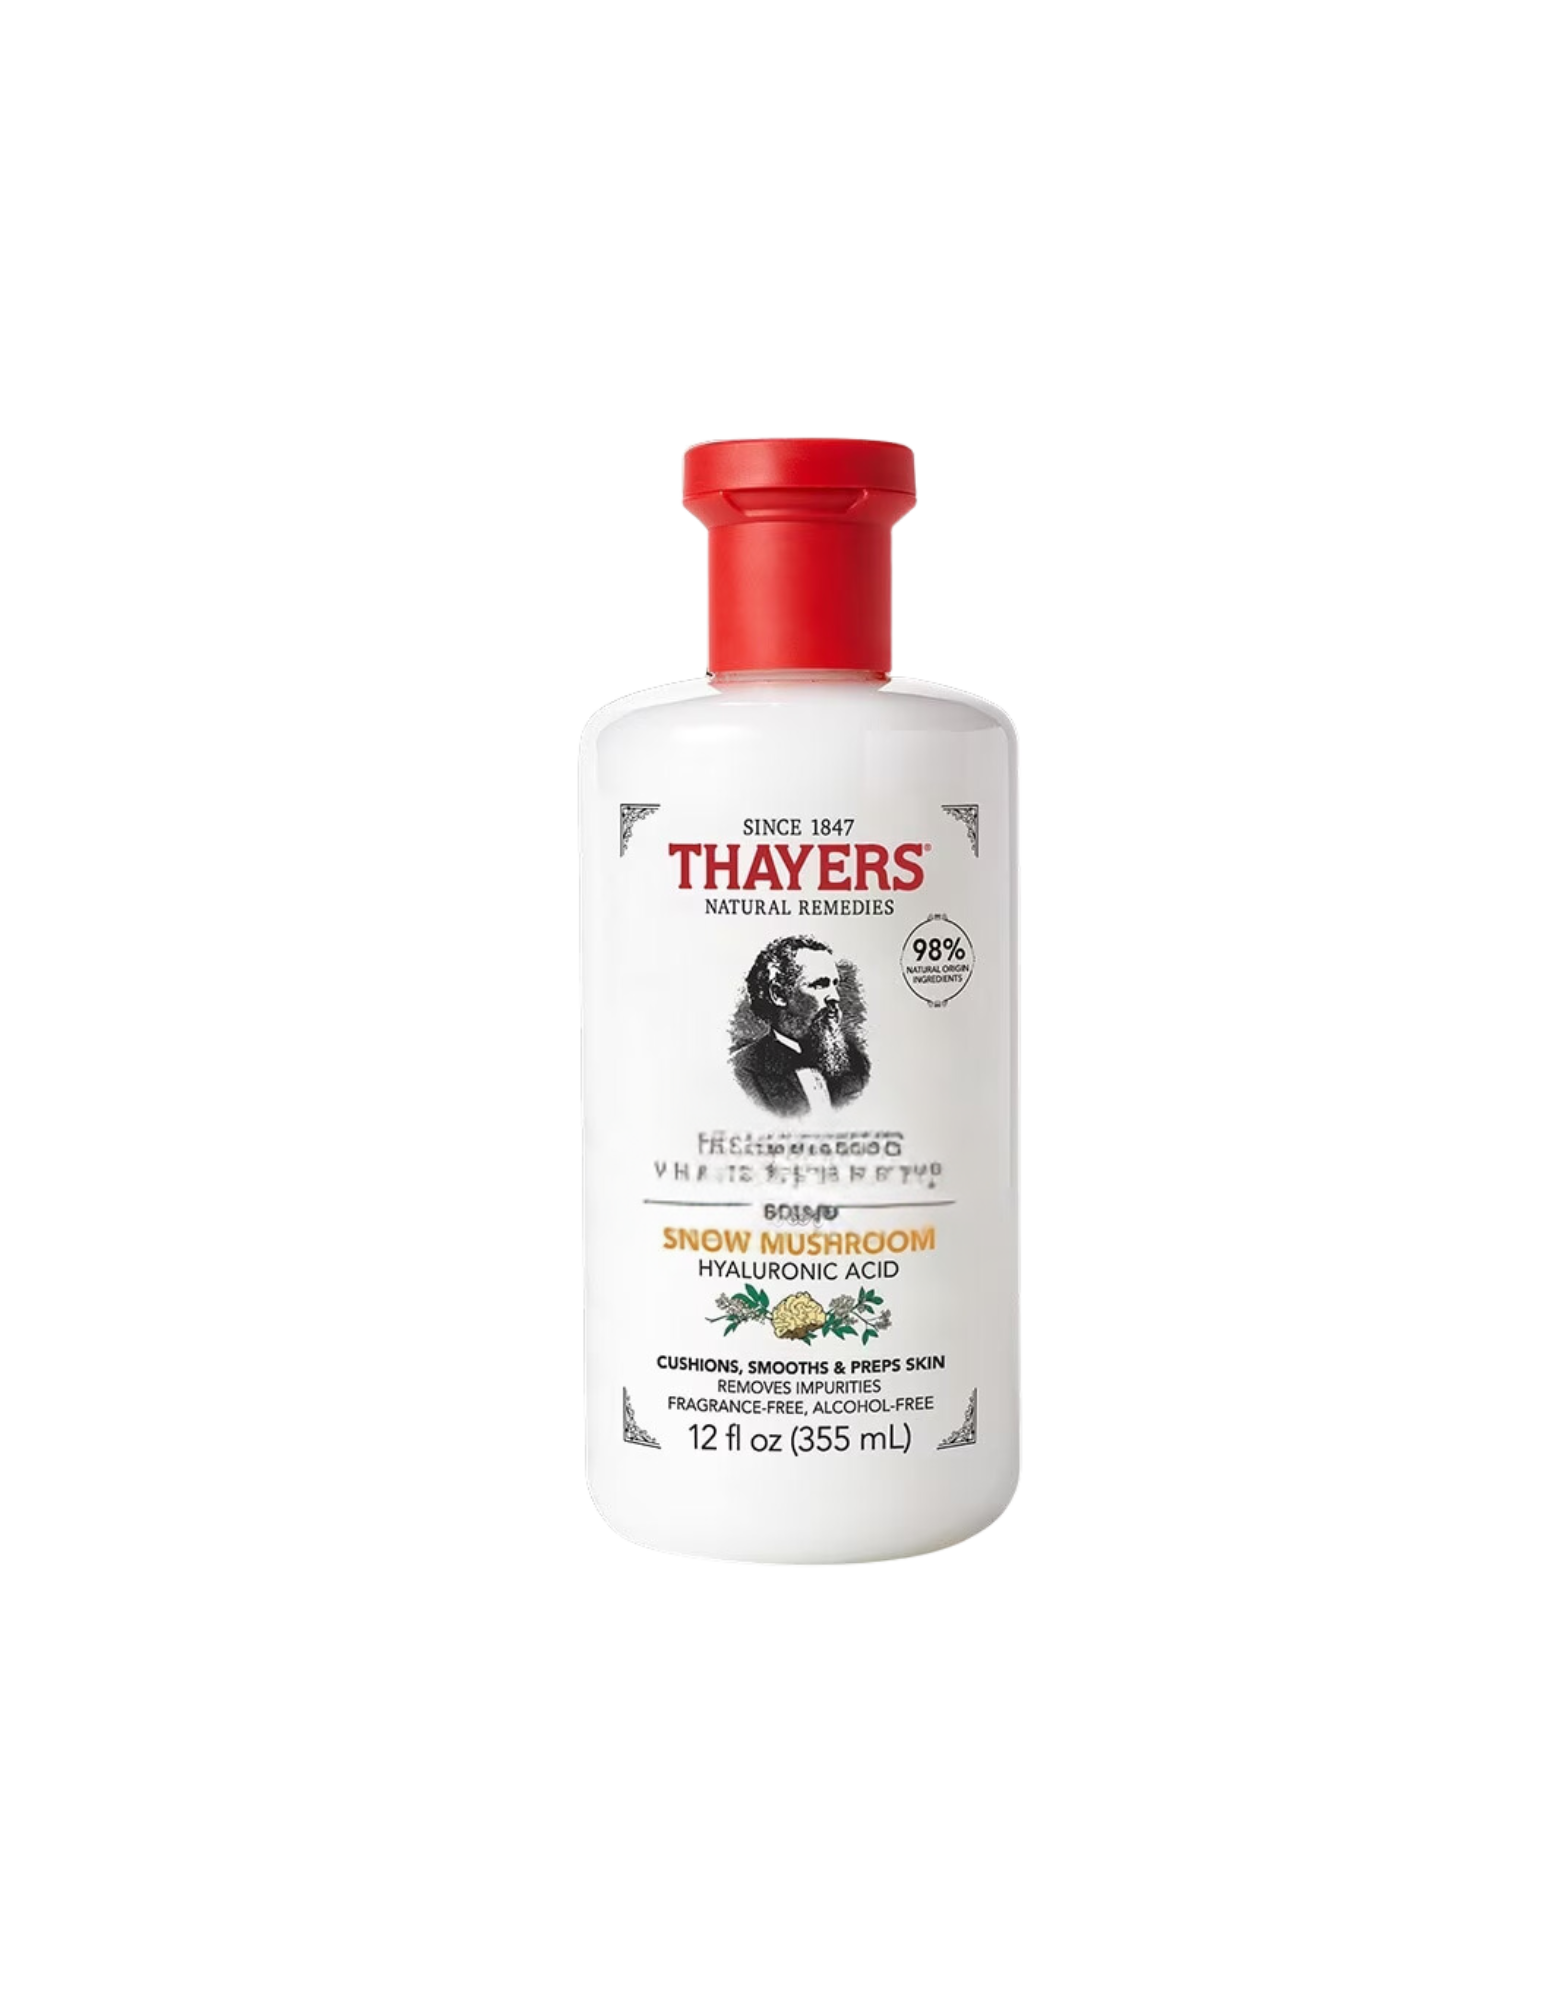 SINCE 1847
THAYERS®
NATURAL REMEDIES
98%
NATURAL ORIGIN
INGREDIENTS
SNOW MUSHROOM
HYALURONIC ACID
CUSHIONS, SMOOTHS & PREPS SKIN
REMOVES IMPURITIES
FRAGRANCE-FREE, ALCOHOL-FREE
12 fl oz (355 mL)